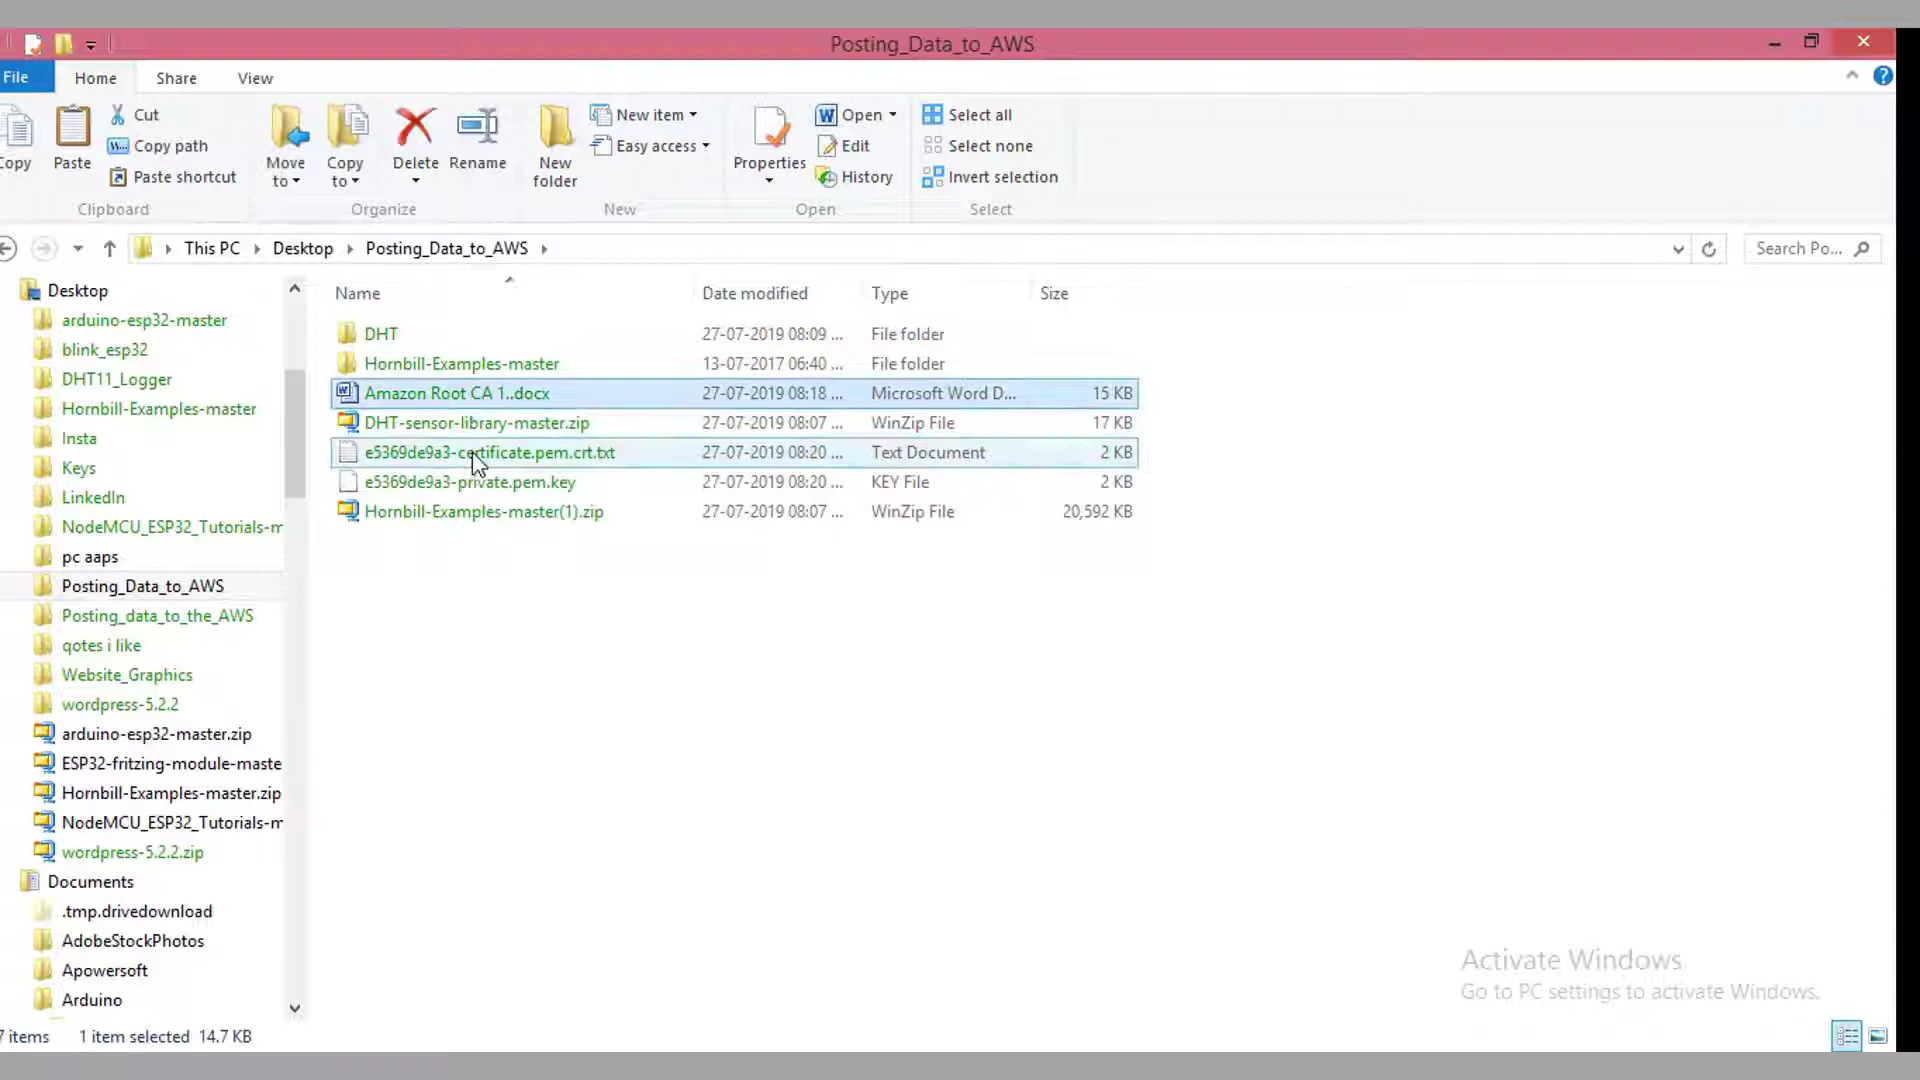 Posting_Data_to_AWS
File Home Share View
Copy
Paste
Cut
Copy path
Paste shortcut
Clipboard
Move to
Copy to
Delete
Rename
Organize
New folder
New item
Easy access
New
Properties
Open
Edit
History
Open
Select all
Select none
Invert selection
Select
This PC Desktop Posting_Data_to_AWS
Search Po...
Name Date modified Type Size
DHT 27-07-2019 08:09 ... File folder
Hornbill-Examples-master 13-07-2017 06:40 ... File folder
Amazon Root CA 1..docx 27-07-2019 08:18 ... Microsoft Word D... 15 KB
DHT-sensor-library-master.zip 27-07-2019 08:07 ... WinZip File 17 KB
e5369de9a3-certificate.pem.crt.txt 27-07-2019 08:20 ... Text Document 2 KB
e5369de9a3-private.pem.key 27-07-2019 08:20 ... KEY File 2 KB
Hornbill-Examples-master(1).zip 27-07-2019 08:07 ... WinZip File 20,592 KB
Desktop
arduino-esp32-master
blink_esp32
DHT11_Logger
Hornbill-Examples-master
Insta
Keys
LinkedIn
NodeMCU_ESP32_Tutorials-m
pc aaps
Posting_Data_to_AWS
Posting_data_to_the_AWS
qotes i like
Website_Graphics
wordpress-5.2.2
arduino-esp32-master.zip
ESP32-fritzing-module-maste
Hornbill-Examples-master.zip
NodeMCU_ESP32_Tutorials-m
wordpress-5.2.2.zip
Documents
.tmp.drivedownload
AdobeStockPhotos
Apowersoft
Arduino
Activate Windows
Go to PC settings to activate Windows.
7 items 1 item selected 14.7 KB